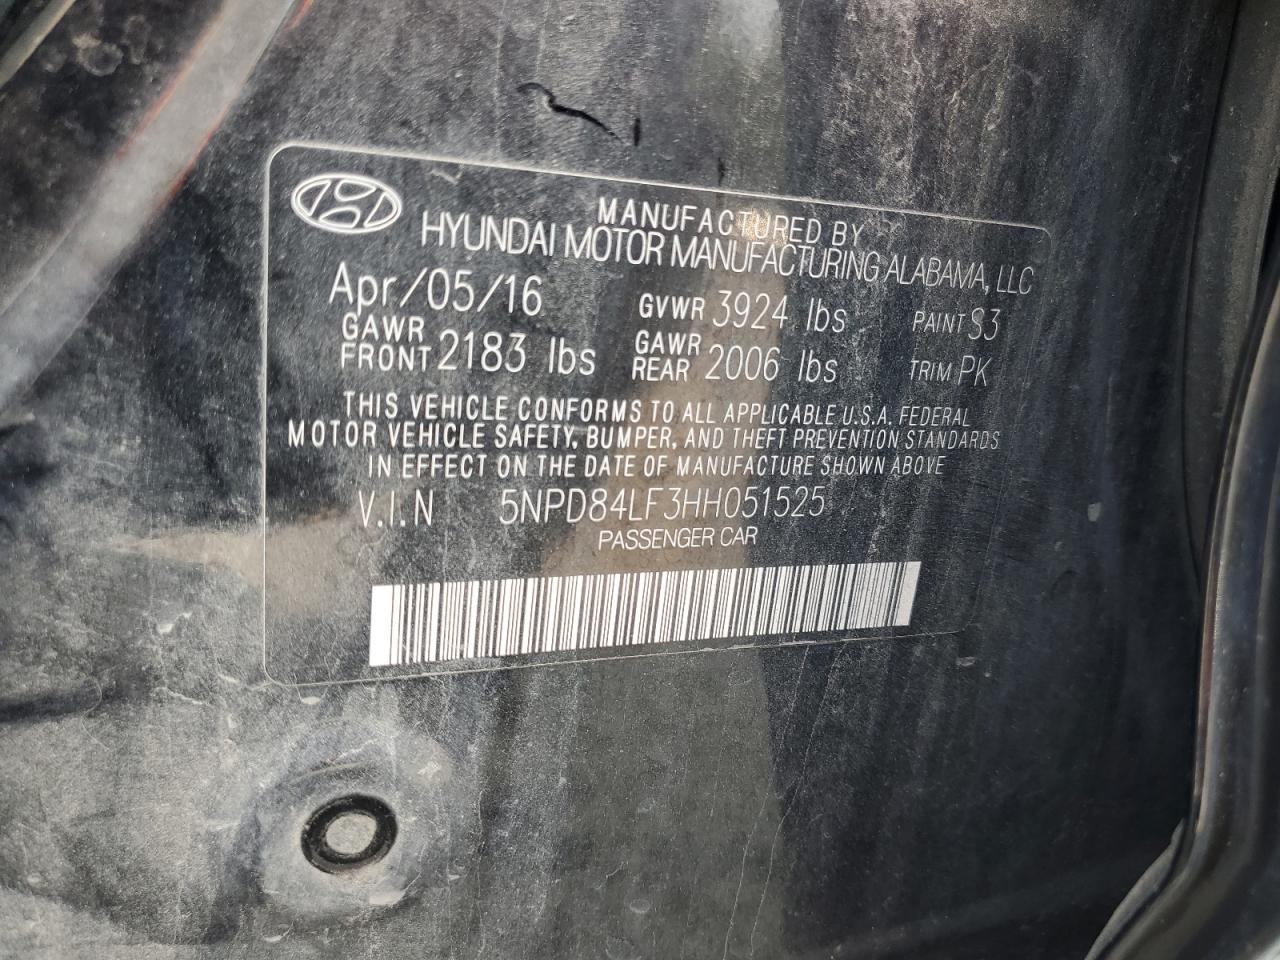 MANUFACTURED BY
HYUNDAI MOTOR MANUFACTURING ALABAMA, LLC
Apr/05/16 GVWR 3924 lbs PAINT S3
GAWR FRONT 2183 lbs GAWR REAR 2006 lbs TRIM PK
THIS VEHICLE CONFORMS TO ALL APPLICABLE U.S.A. FEDERAL
MOTOR VEHICLE SAFETY, BUMPER, AND THEFT PREVENTION STANDARDS
IN EFFECT ON THE DATE OF MANUFACTURE SHOWN ABOVE
V.I.N 5NPD84LF3HH051525
PASSENGER CAR